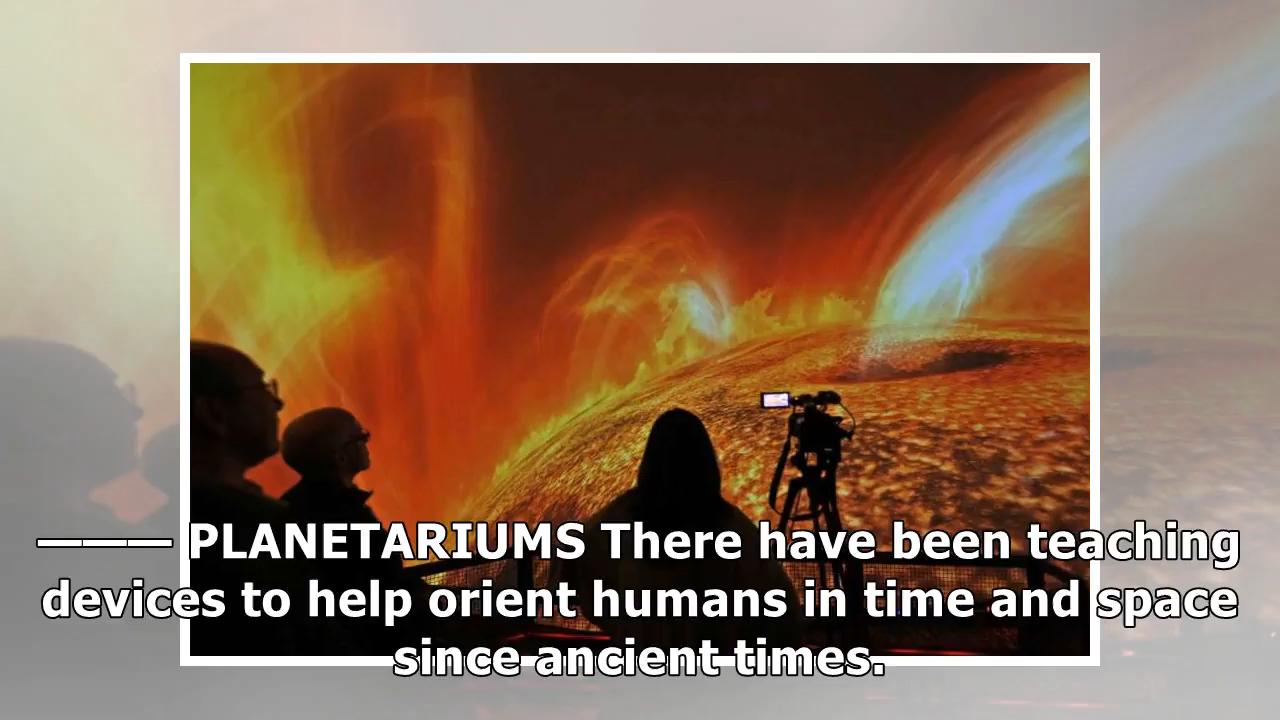 ——— PLANETARIUMS There have been teaching
devices to help orient humans in time and space
since ancient times.